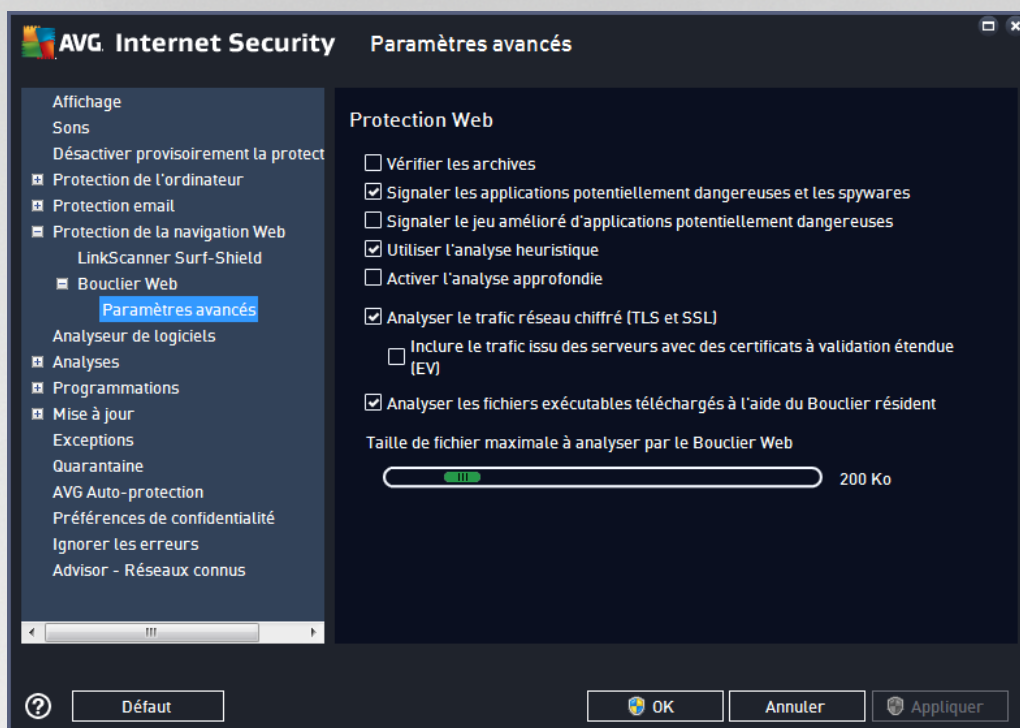 AVG. Internet Security
Paramètres avancés
Affichage
Sons
Désactiver provisoirement la protect
Protection de l'ordinateur
Protection email
Protection de la navigation Web
LinkScanner Surf-Shield
Bouclier Web
Paramètres avancés
Analyseur de logiciels
Analyses
Programmations
Mise à jour
Exceptions
Quarantaine
AVG Auto-protection
Préférences de confidentialité
Ignorer les erreurs
Advisor - Réseaux connus
Protection Web
Vérifier les archives
Signaler les applications potentiellement dangereuses et les spywares
Signaler le jeu amélioré d'applications potentiellement dangereuses
Utiliser l'analyse heuristique
Activer l'analyse approfondie
Analyser le trafic réseau chiffré (TLS et SSL)
Inclure le trafic issu des serveurs avec des certificats à validation étendue
(EV)
Analyser les fichiers exécutables téléchargés à l'aide du Bouclier résident
Taille de fichier maximale à analyser par le Bouclier Web
200 Ko
Défaut
OK
Annuler
Appliquer